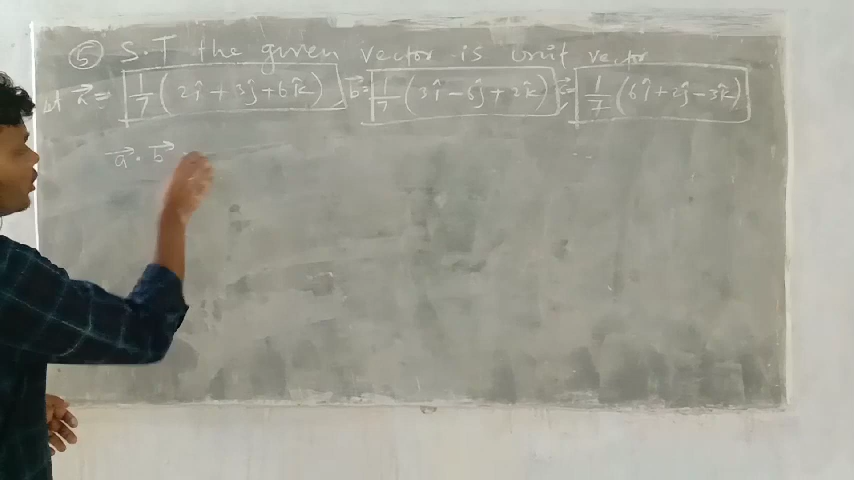 ⑤ S.T the given vector is unit vector
let a⃗ = 1/7 (2î + 3ĵ + 6k̂) b⃗ = 1/7 (3î - 6ĵ + 2k̂), c⃗ = 1/7 (6î + 2ĵ - 3k̂)
a⃗ . b⃗